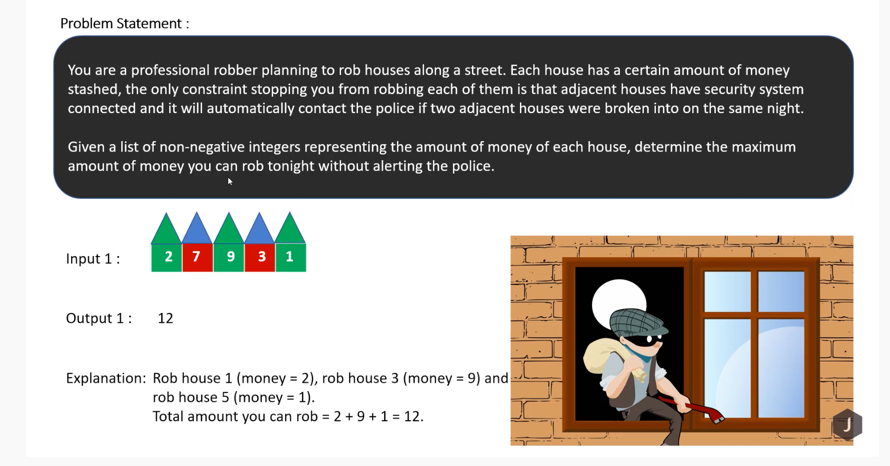 Problem Statement :
You are a professional robber planning to rob houses along a street. Each house has a certain amount of money
stashed, the only constraint stopping you from robbing each of them is that adjacent houses have security system
connected and it will automatically contact the police if two adjacent houses were broken into on the same night.
Given a list of non-negative integers representing the amount of money of each house, determine the maximum
amount of money you can rob tonight without alerting the police.
Input 1 : 2 7 9 3 1
Output 1 : 12
Explanation: Rob house 1 (money = 2), rob house 3 (money = 9) and
rob house 5 (money = 1).
Total amount you can rob = 2 + 9 + 1 = 12.
J